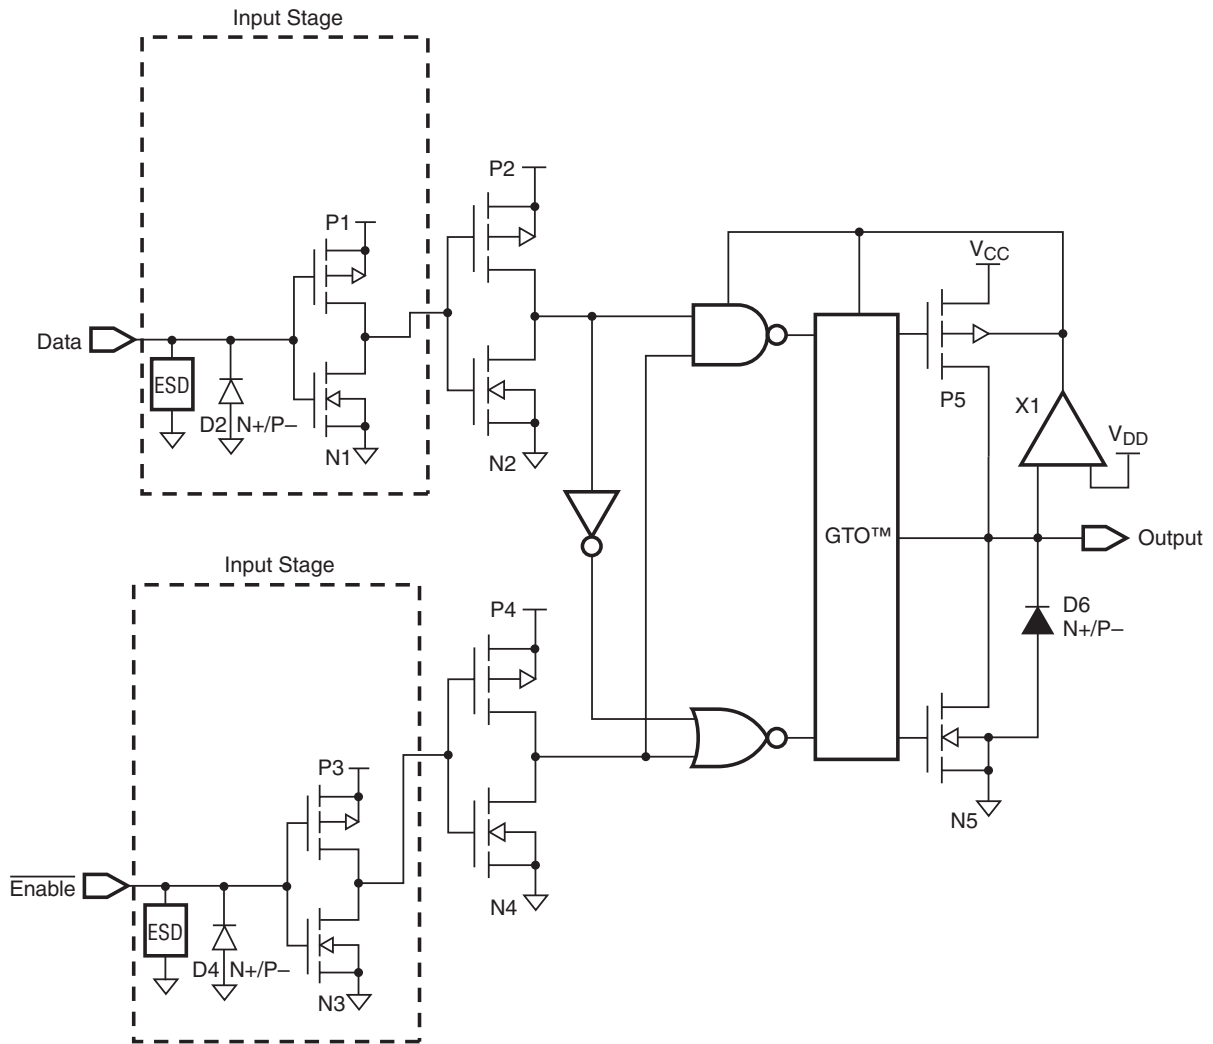 Input Stage
P2
P1
V_CC
Data
ESD
D2 N+/P–
N1
N2
P5
X1
V_DD
GTO™
Output
Input Stage
D6
N+/P–
P4
P3
N5
Enable
ESD
D4 N+/P–
N3
N4